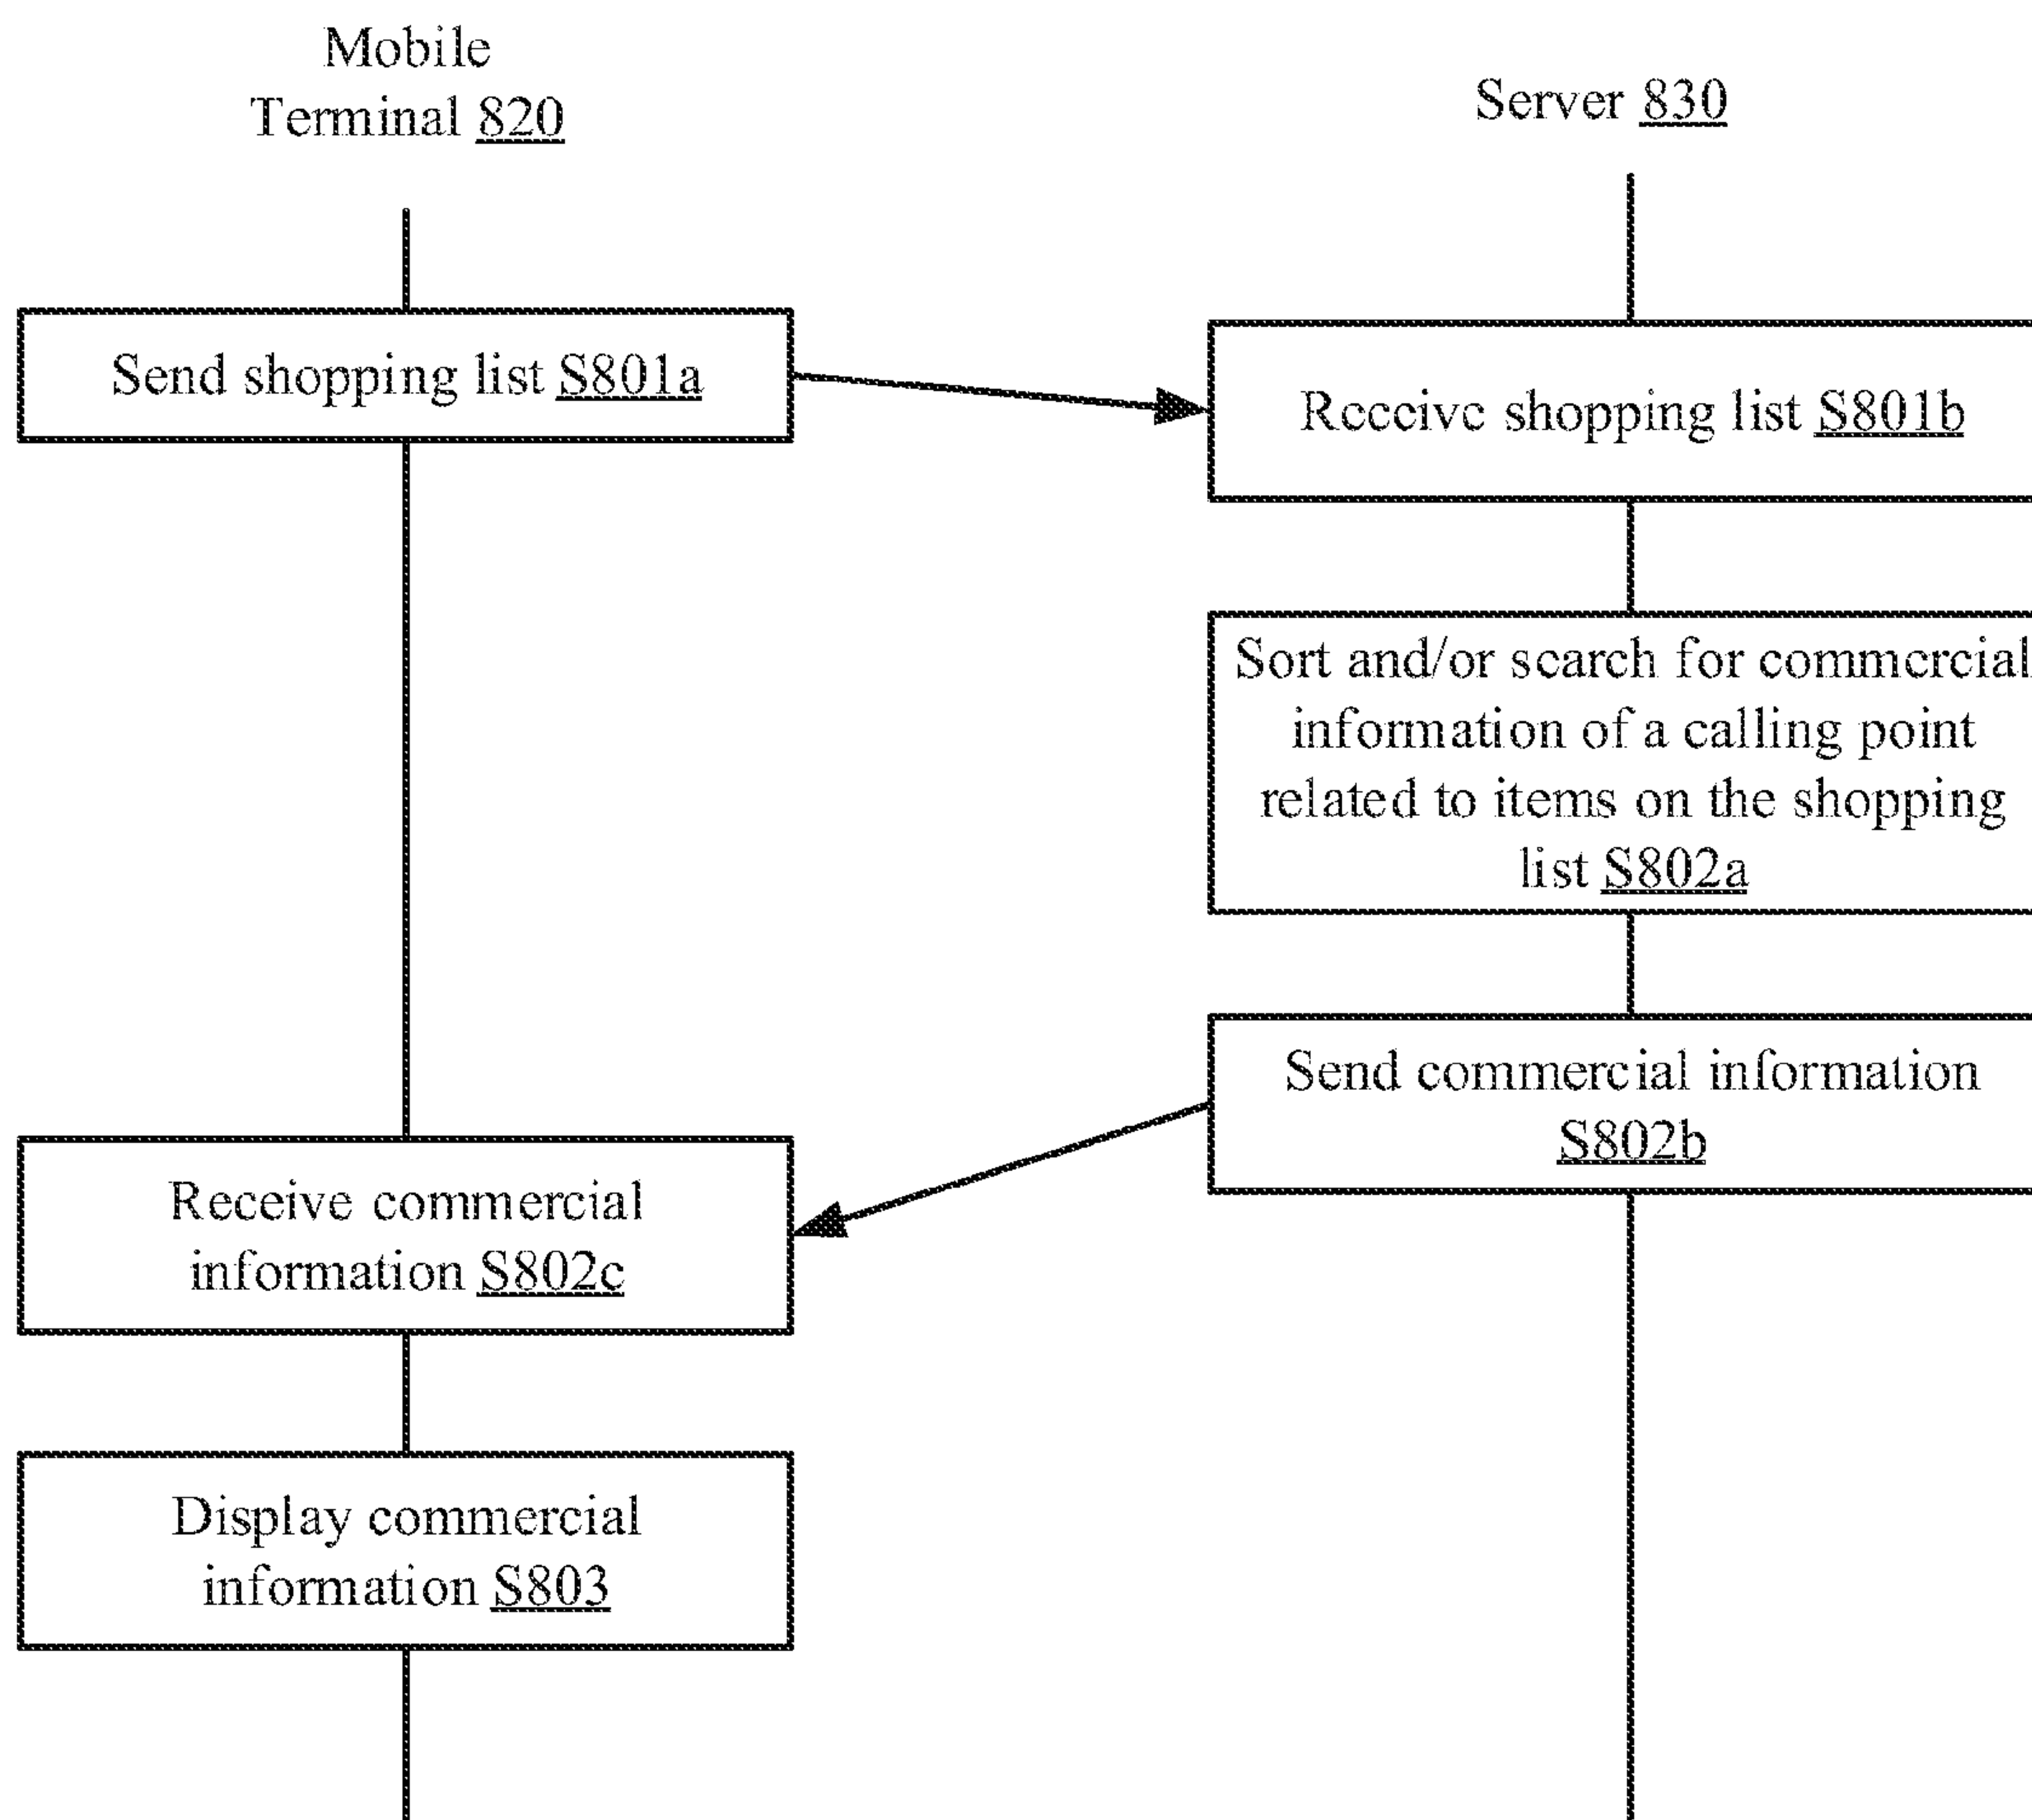 Mobile
Terminal 820
Server 830
Send shopping list S801a
Receive shopping list S801b
Sort and/or search for commercial
information of a calling point
related to items on the shopping
list S802a
Send commercial information
S802b
Receive commercial
information S802c
Display commercial
information S803